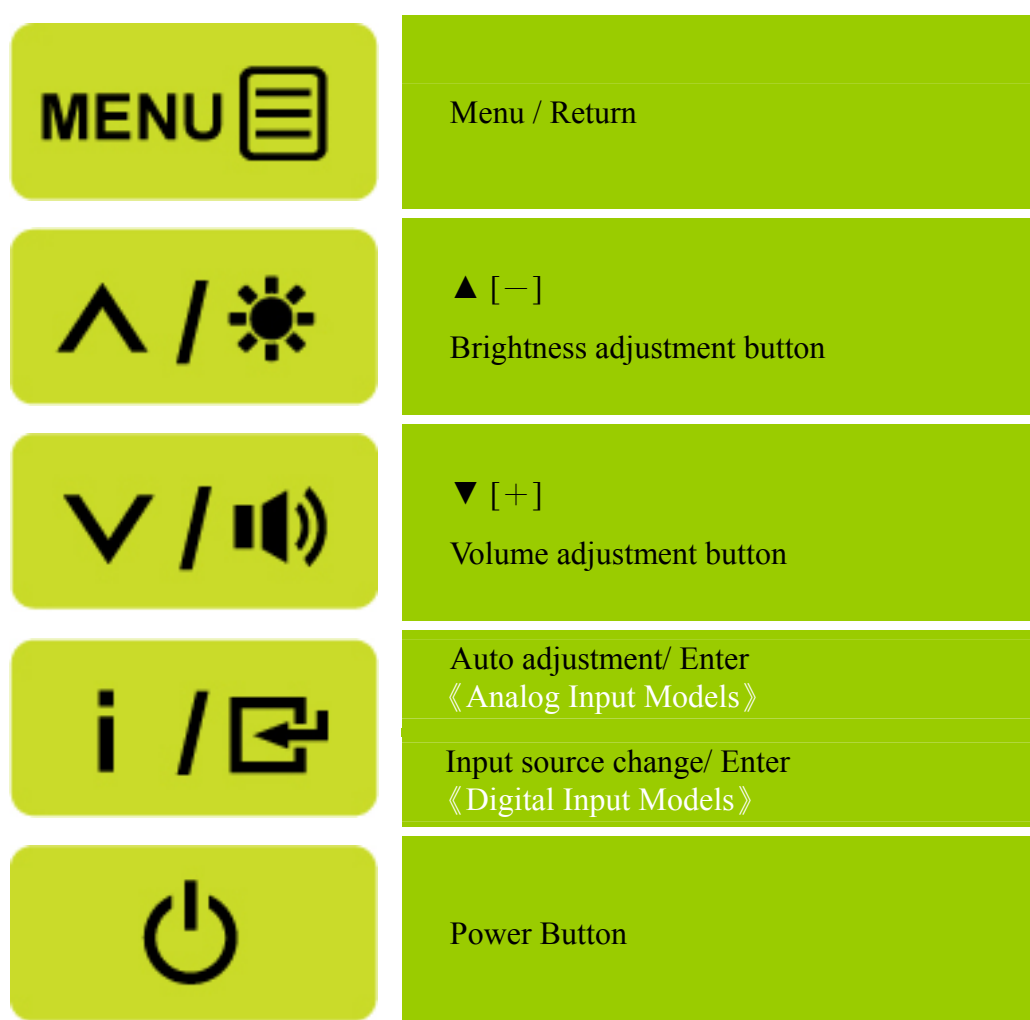 MENU
Menu / Return
/
▲ [－]
Brightness adjustment button
/
▼ [＋]
Volume adjustment button
i /
Auto adjustment/ Enter
《Analog Input Models》
Input source change/ Enter
《Digital Input Models》
Power Button